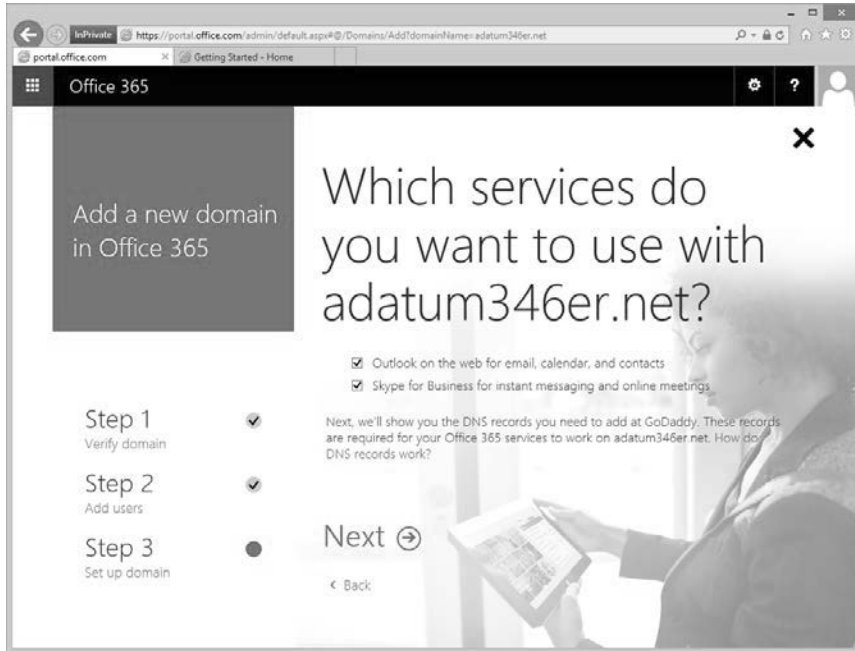 InPrivate https://portal.office.com/admin/default.aspx#@/Domains/Add?domainName=adatum346er.net
portal.office.com Getting Started - Home
Office 365 ?
Add a new domain
in Office 365
Which services do
you want to use with
adatum346er.net?
Outlook on the web for email, calendar, and contacts
Skype for Business for instant messaging and online meetings
Next, we'll show you the DNS records you need to add at GoDaddy. These records
are required for your Office 365 services to work on adatum346er.net. How do
DNS records work?
Step 1
Verify domain
Step 2
Add users
Step 3
Set up domain
Next
< Back